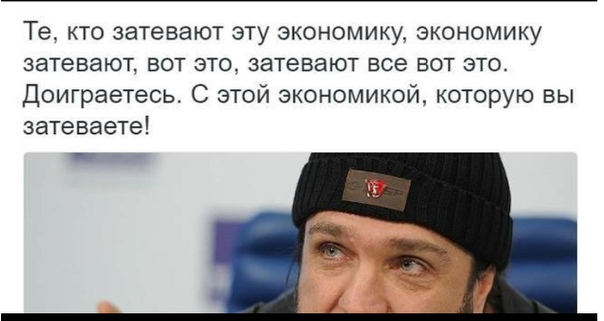 Те, кто затевают эту экономику, экономику
затевают, вот это, затевают все вот это.
Доиграетесь. С этой экономикой, которую вы
затеваете!